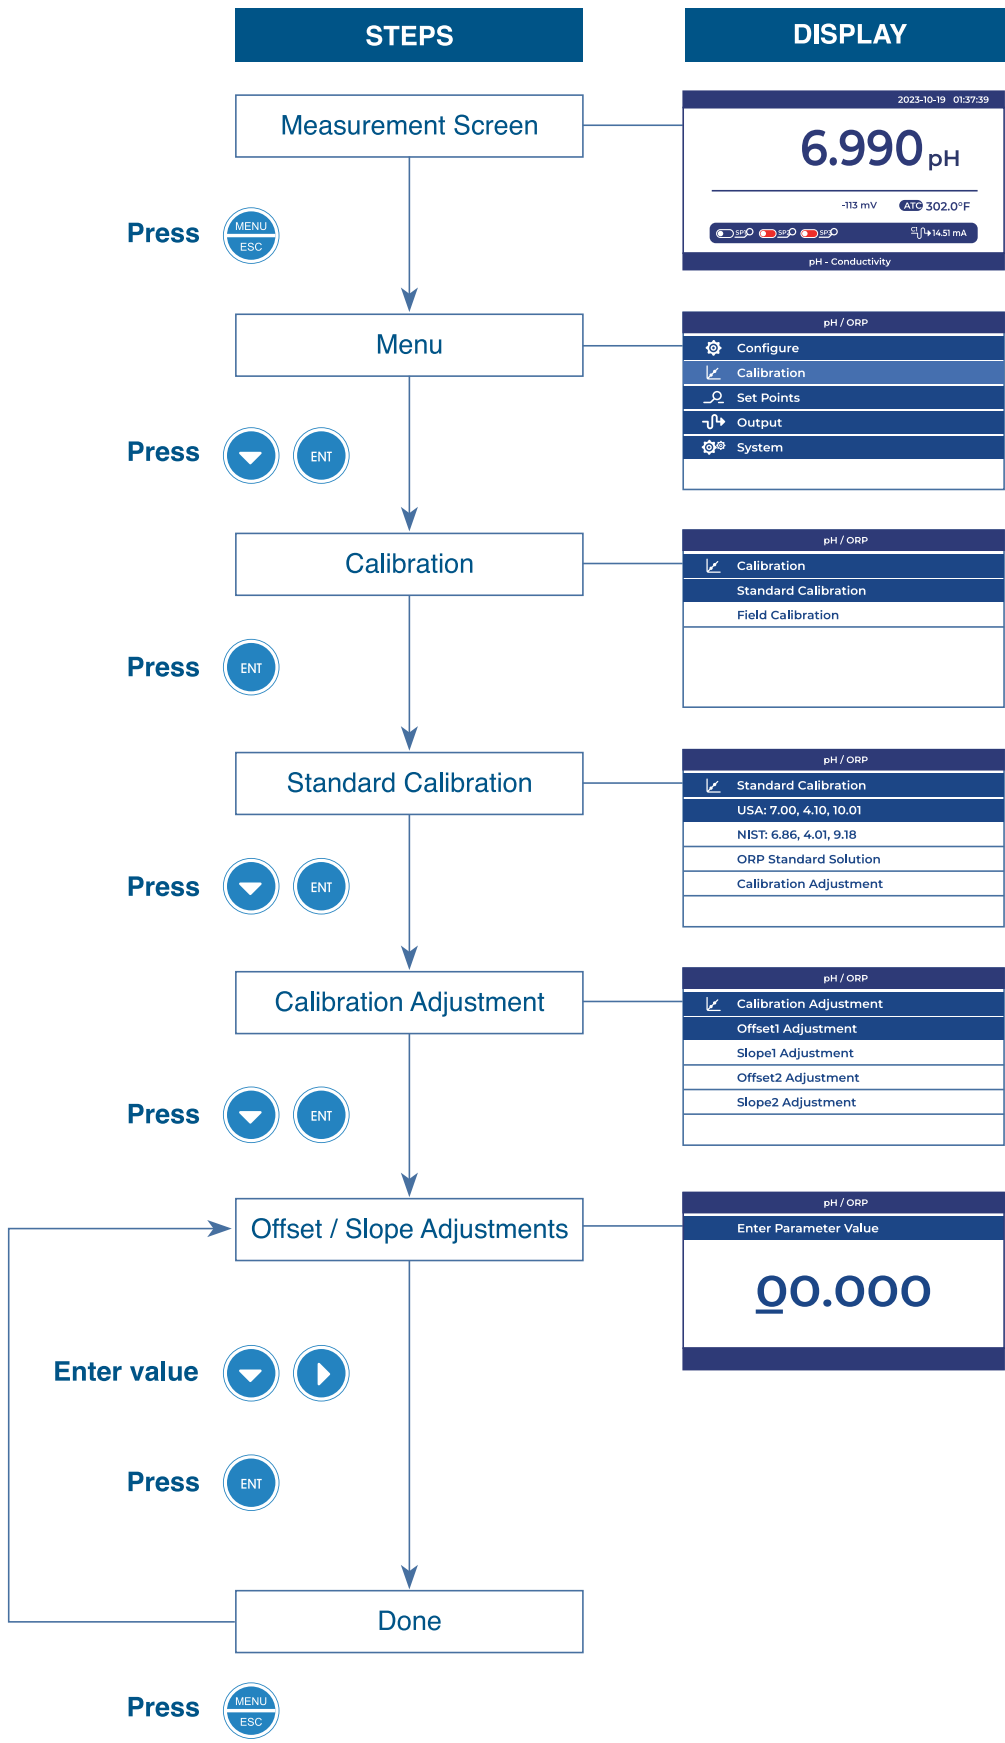 STEPS
DISPLAY
Measurement Screen
2023-10-19 01:37:39
6.990 pH
-113 mV ATC 302.0°F
SP1 SP2 SP3 C1 14.51 mA
pH - Conductivity
Press MENU ESC
Menu
pH / ORP
Configure
Calibration
Set Points
Output
System
Press ENT
Calibration
pH / ORP
Calibration
Standard Calibration
Field Calibration
Press ENT
Standard Calibration
pH / ORP
Standard Calibration
USA: 7.00, 4.10, 10.01
NIST: 6.86, 4.01, 9.18
ORP Standard Solution
Calibration Adjustment
Press ENT
Calibration Adjustment
pH / ORP
Calibration Adjustment
Offset1 Adjustment
Slope1 Adjustment
Offset2 Adjustment
Slope2 Adjustment
Press ENT
Offset / Slope Adjustments
pH / ORP
Enter Parameter Value
00.000
Enter value
Press ENT
Done
Press MENU ESC